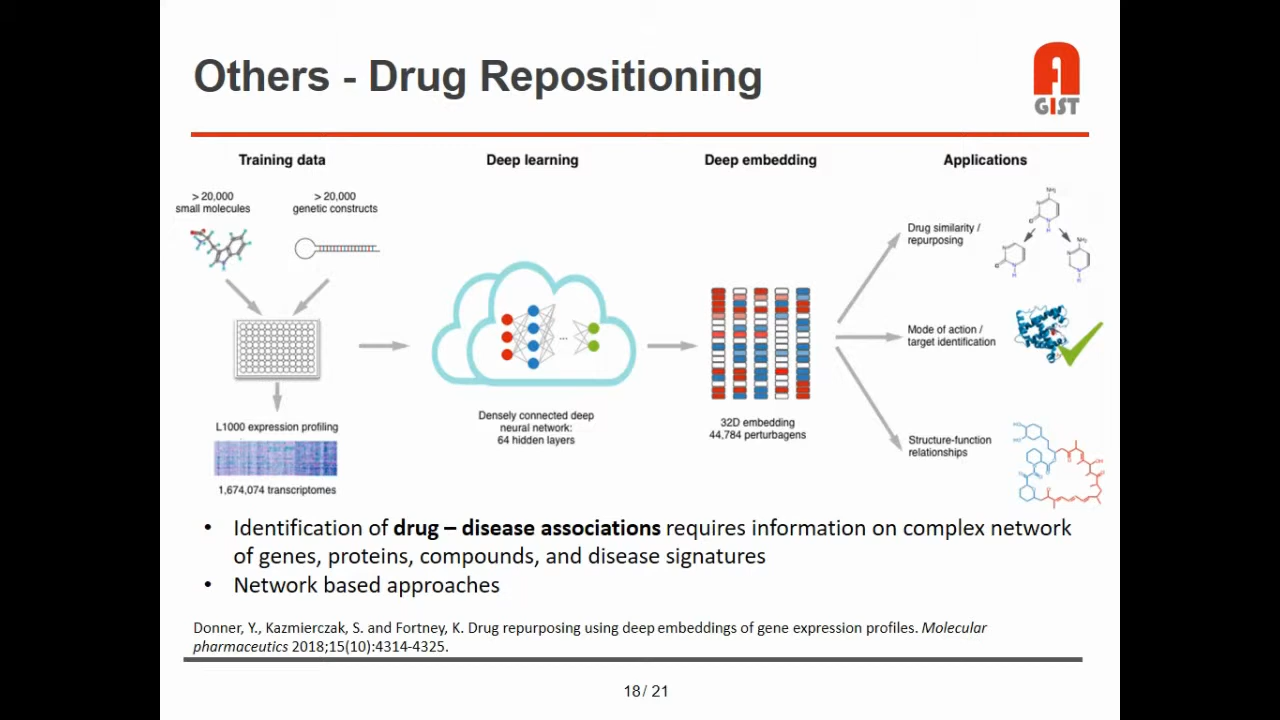 Others - Drug Repositioning
GIST
Training data
Deep learning
Deep embedding
Applications
> 20,000
small molecules
> 20,000
genetic constructs
L1000 expression profiling
1,674,074 transcriptomes
...
Densely connected deep
neural network:
64 hidden layers
32D embedding
44,784 perturbagens
Drug similarity /
repurposing
Mode of action /
target identification
Structure-function
relationships
• Identification of drug – disease associations requires information on complex network
of genes, proteins, compounds, and disease signatures
• Network based approaches
Donner, Y., Kazmierczak, S. and Fortney, K. Drug repurposing using deep embeddings of gene expression profiles. Molecular
pharmaceutics 2018;15(10):4314-4325.
18/ 21